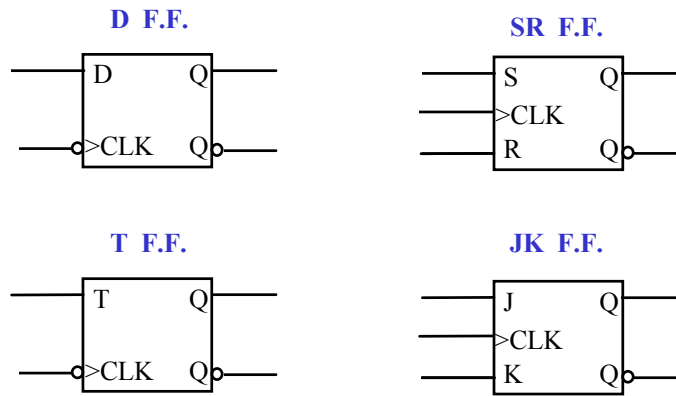 D F.F.
D Q
>CLK Q
SR F.F.
S Q
>CLK
R Q
T F.F.
T Q
>CLK Q
JK F.F.
J Q
>CLK
K Q